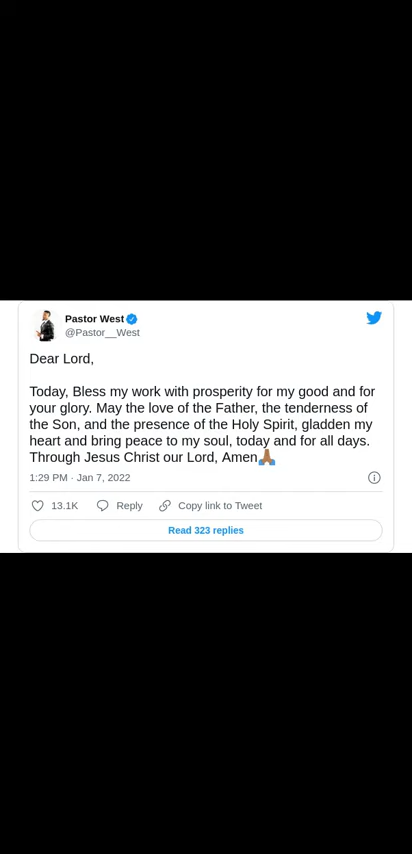 Pastor West
@Pastor__West
Dear Lord,
Today, Bless my work with prosperity for my good and for
your glory. May the love of the Father, the tenderness of
the Son, and the presence of the Holy Spirit, gladden my
heart and bring peace to my soul, today and for all days.
Through Jesus Christ our Lord, Amen🙏🏾
1:29 PM · Jan 7, 2022
13.1K Reply Copy link to Tweet
Read 323 replies